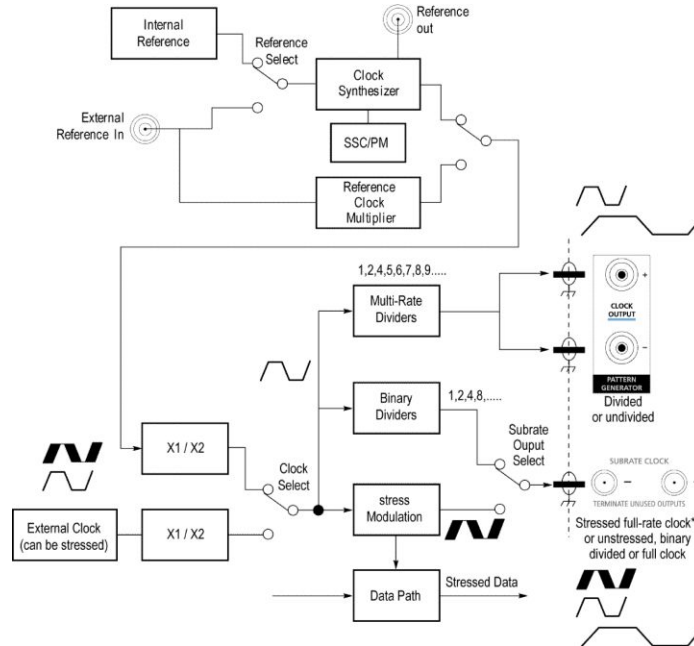 Internal
Reference
Reference
Select
Reference
out
Clock
Synthesizer
External
Reference In
SSC/PM
Reference
Clock
Multiplier
1,2,4,5,6,7,8,9.....
Multi-Rate
Dividers
+
CLOCK
OUTPUT
−
PATTERN
GENERATOR
Divided
or undivided
Binary
Dividers
1,2,4,8,.....
Subrate
Ouput
Select
X1 / X2
Clock
Select
SUBRATE CLOCK
−
TERMINATE UNUSED OUTPUTS
stress
Modulation
External Clock
(can be stressed)
X1 / X2
Stressed full-rate clock*
or unstressed, binary
divided or full clock
Data Path
Stressed Data